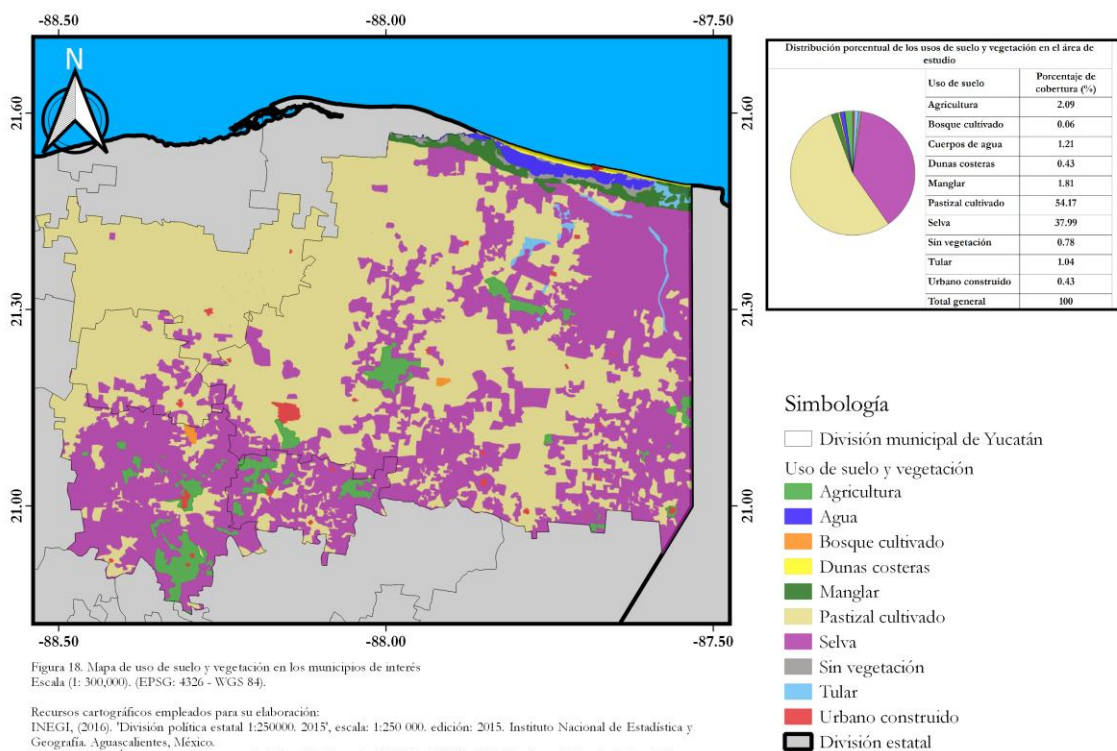 -88.50
-88.00
-87.50
N
21.60
21.30
21.00
21.60
21.30
21.00
-88.50
-88.00
-87.50
Distribución porcentual de los usos de suelo y vegetación en el área de
estudio
Uso de suelo
Porcentaje de
cobertura (%)
Agricultura 2.09
Bosque cultivado 0.06
Cuerpos de agua 1.21
Dunas costeras 0.43
Manglar 1.81
Pastizal cultivado 54.17
Selva 37.99
Sin vegetación 0.78
Tular 1.04
Urbano construido 0.43
Total general 100
Simbología
División municipal de Yucatán
Uso de suelo y vegetación
Agricultura
Agua
Bosque cultivado
Dunas costeras
Manglar
Pastizal cultivado
Selva
Sin vegetación
Tular
Urbano construido
División estatal
Figura 18. Mapa de uso de suelo y vegetación en los municipios de interés
Escala (1: 300,000). (EPSG: 4326 - WGS 84).
Recursos cartográficos empleados para su elaboración:
INEGI, (2016). 'División política estatal 1:250000. 2015', escala: 1:250 000. edición: 2015. Instituto Nacional de Estadística y
Geografía. Aguascalientes, México.